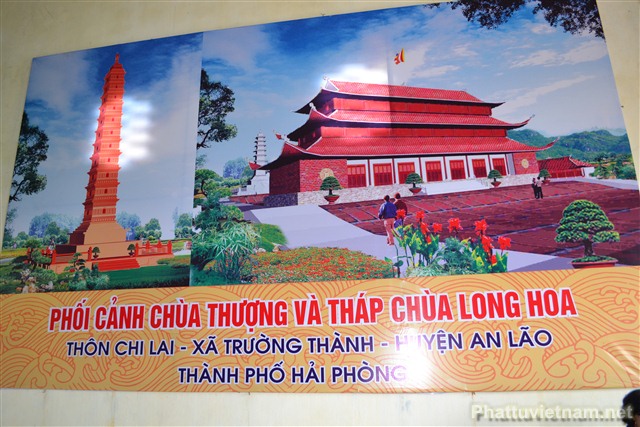 PHỐI CẢNH CHÙA THƯỢNG VÀ THÁP CHÙA LONG HOA
THÔN CHI LAI - XÃ TRƯỜNG THÀNH - HUYỆN AN LÃO
THÀNH PHỐ HẢI PHÒNG
Phattuvietnam.net